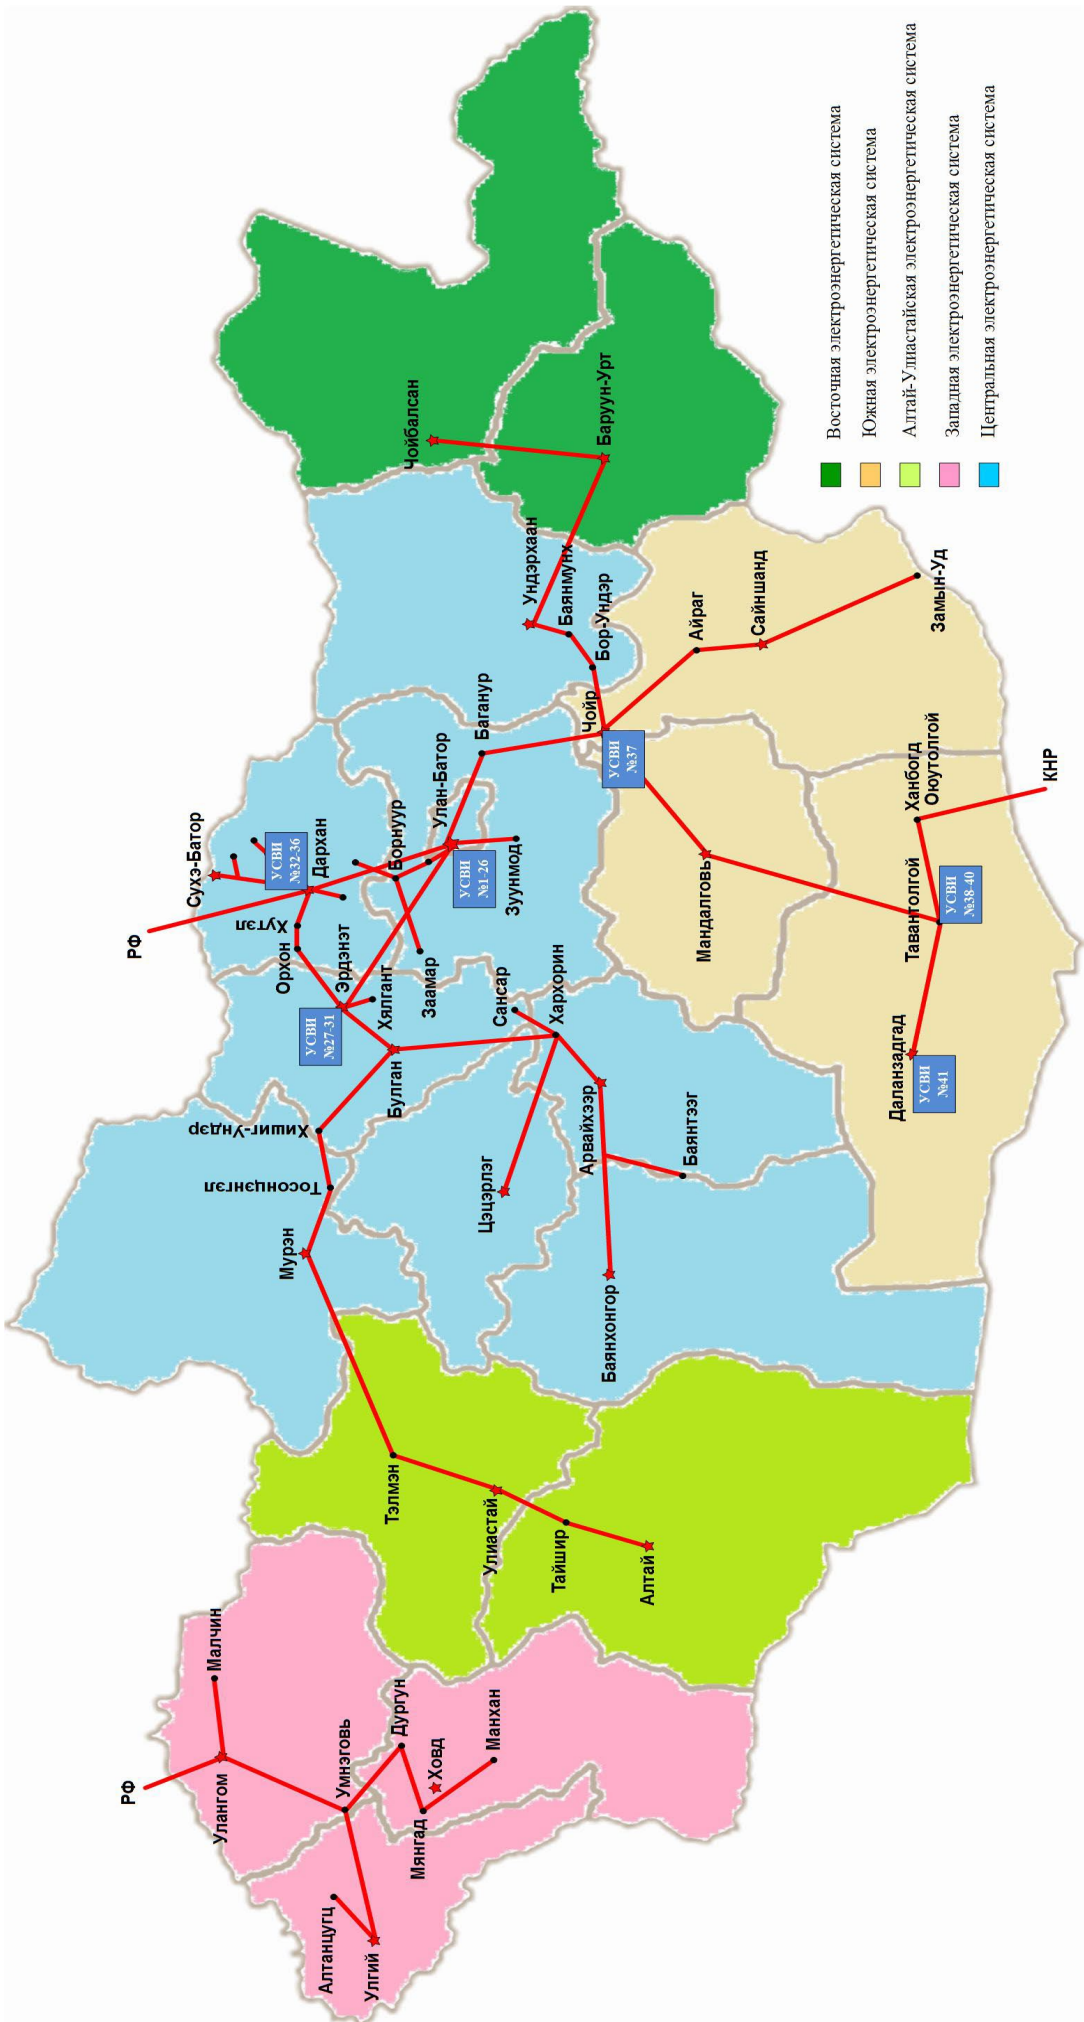 РФ
Малчин
Улангом
Умнэговь
Дургун
Ховд
Мянгад
Манхан
Алтанцугц
Улгий
Тэлмэн
Улиастай
Тайшир
Алтай
Мурэн
Тосонцэнгэл
Хишиг-Ундэр
Булган
УСВИ
№27-31
Эрдэнэт
Хялгант
Орхон
Хутэл
РФ
Сухэ-Батор
УСВИ
№32-36
Дархан
Борнуур
Заамар
Улан-Батор
УСВИ
№1-26
Зуунмод
Багануур
Сансар
Хархорин
Цэцэрлэг
Арвайхээр
Баянтээг
Баянхонгор
Чойр
УСВИ
№37
Бор-Ундэр
Баянмунх
Ундэрхаан
Чойбалсан
Баруун-Урт
Айраг
Сайншанд
Замын-Уд
Мандалговь
Тавантолгой
УСВИ
№38-40
Ханбогд
Оюутолгой
КНР
Даланзадгад
УСВИ
№41
Восточная электроэнергетическая система
Южная электроэнергетическая система
Алтай-Улиастайская электроэнергетическая система
Западная электроэнергетическая система
Центральная электроэнергетическая система